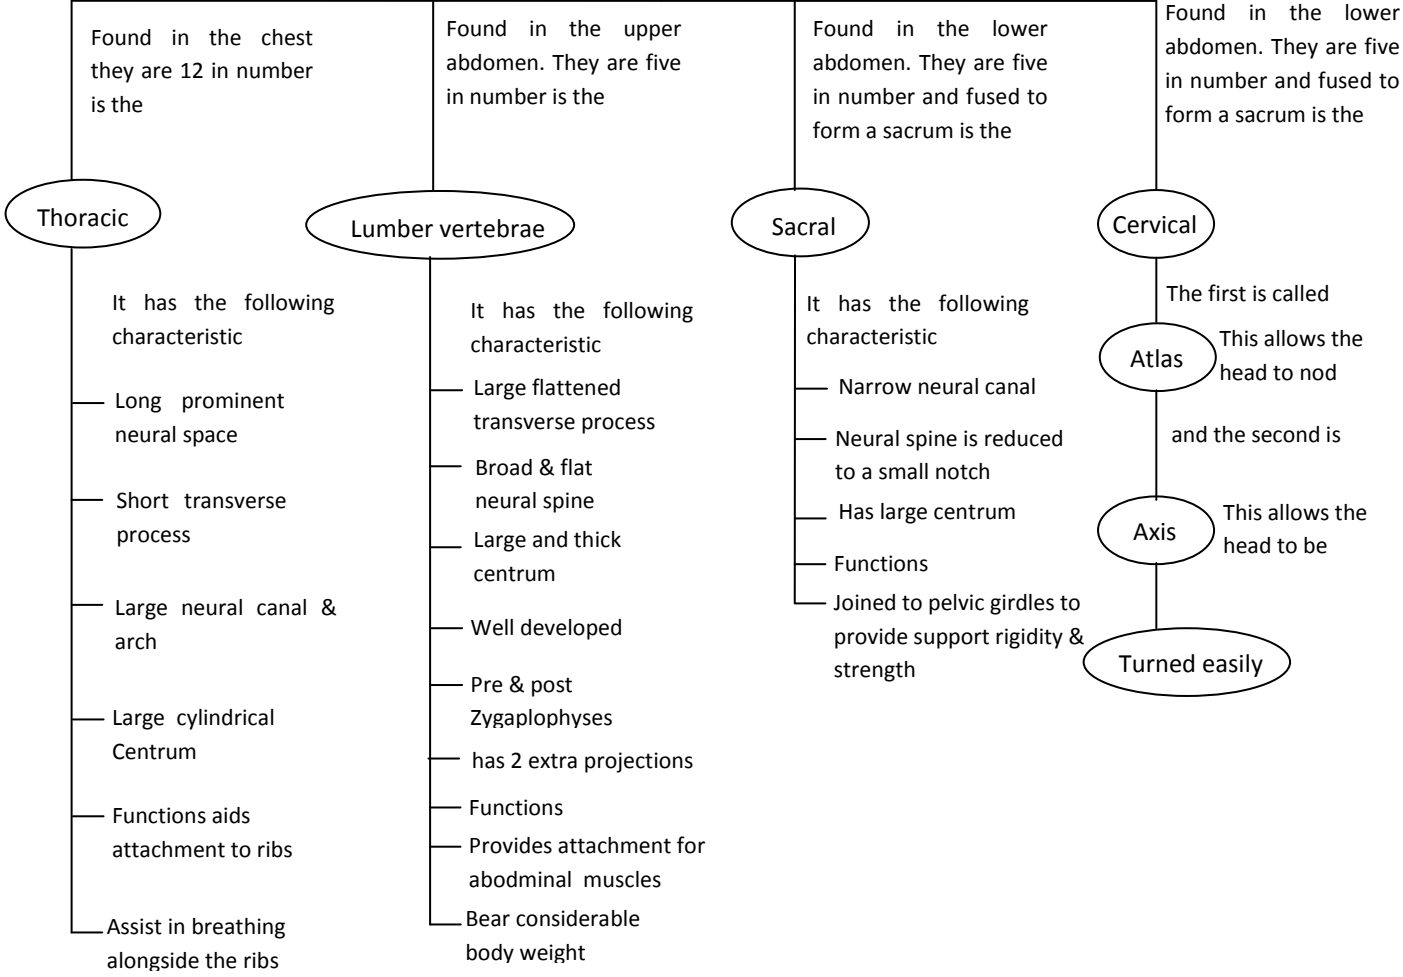 Found in the chest
they are 12 in number
is the
Thoracic
It has the following
characteristic
Long prominent
neural space
Short transverse
process
Large neural canal &
arch
Large cylindrical
Centrum
Functions aids
attachment to ribs
Assist in breathing
alongside the ribs
Found in the upper
abdomen. They are five
in number is the
Lumber vertebrae
It has the following
characteristic
Large flattened
transverse process
Broad & flat
neural spine
Large and thick
centrum
Well developed
Pre & post
Zygaplophyses
has 2 extra projections
Functions
Provides attachment for
abodminal muscles
Bear considerable
body weight
Found in the lower
abdomen. They are five
in number and fused to
form a sacrum is the
Sacral
It has the following
characteristic
Narrow neural canal
Neural spine is reduced
to a small notch
Has large centrum
Functions
Joined to pelvic girdles to
provide support rigidity &
strength
Found in the lower
abdomen. They are five
in number and fused to
form a sacrum is the
Cervical
The first is called
Atlas
This allows the
head to nod
and the second is
Axis
This allows the
head to be
Turned easily